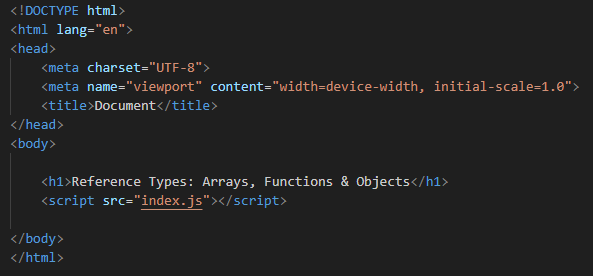 <!DOCTYPE html>
<html lang="en">
<head>
    <meta charset="UTF-8">
    <meta name="viewport" content="width=device-width, initial-scale=1.0">
    <title>Document</title>
</head>
<body>
    <h1>Reference Types: Arrays, Functions & Objects</h1>
    <script src="index.js"></script>
</body>
</html>